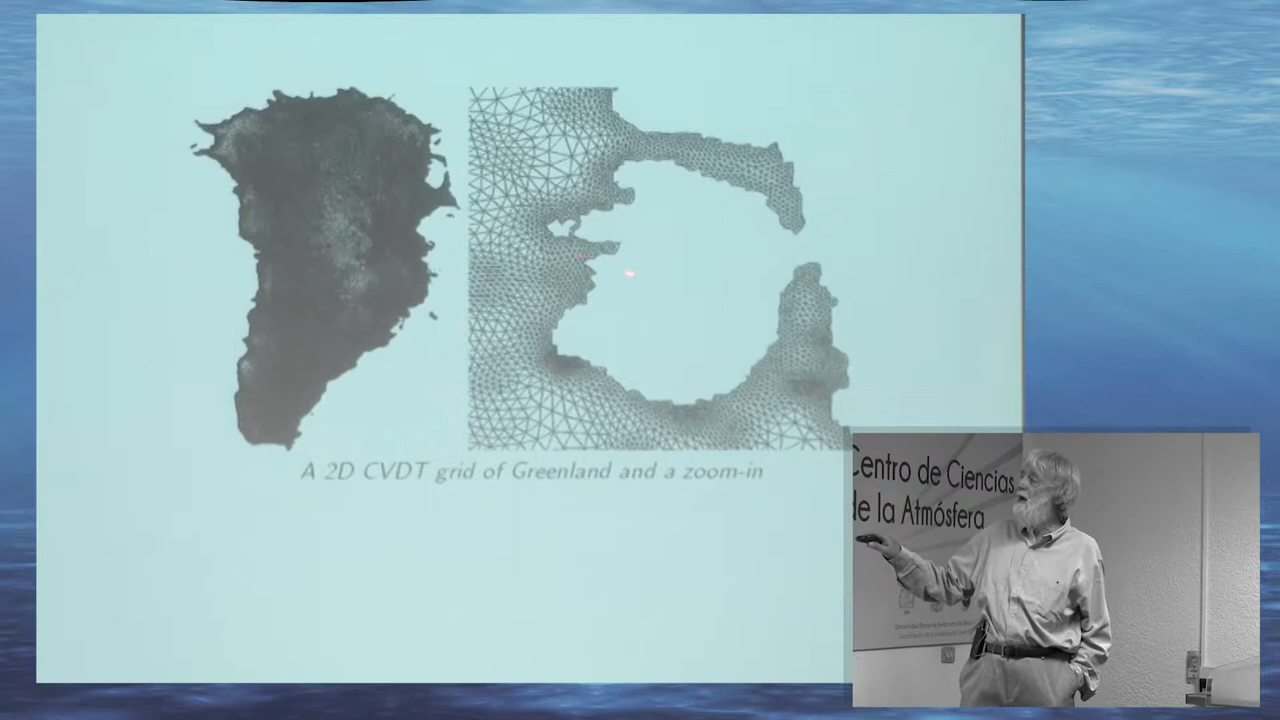 A 2D CVDT grid of Greenland and a zoom-in
Centro de Ciencias
de la Atmósfera